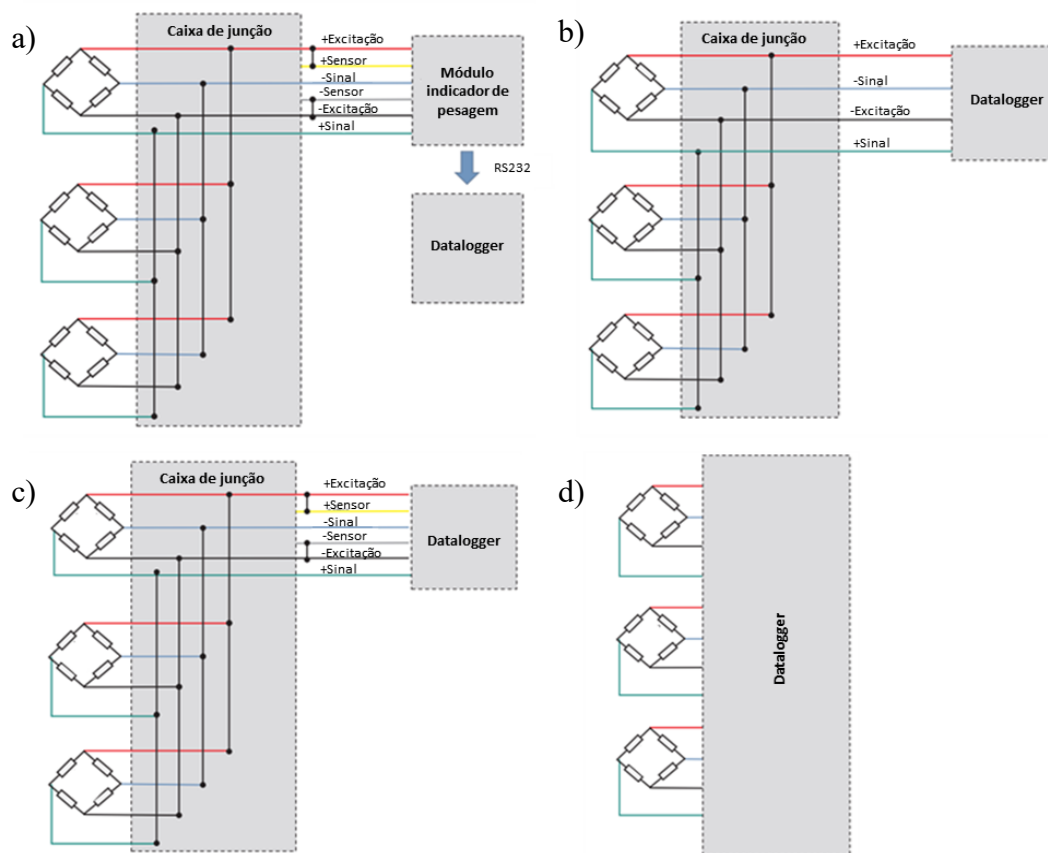 a)
Caixa de junção
+Excitação
+Sensor
-Sinal
-Sensor
-Excitação
+Sinal
Módulo
indicador de
pesagem
RS232
Datalogger
b)
Caixa de junção
+Excitação
-Sinal
-Excitação
+Sinal
Datalogger
c)
Caixa de junção
+Excitação
+Sensor
-Sinal
-Sensor
-Excitação
+Sinal
Datalogger
d)
Datalogger